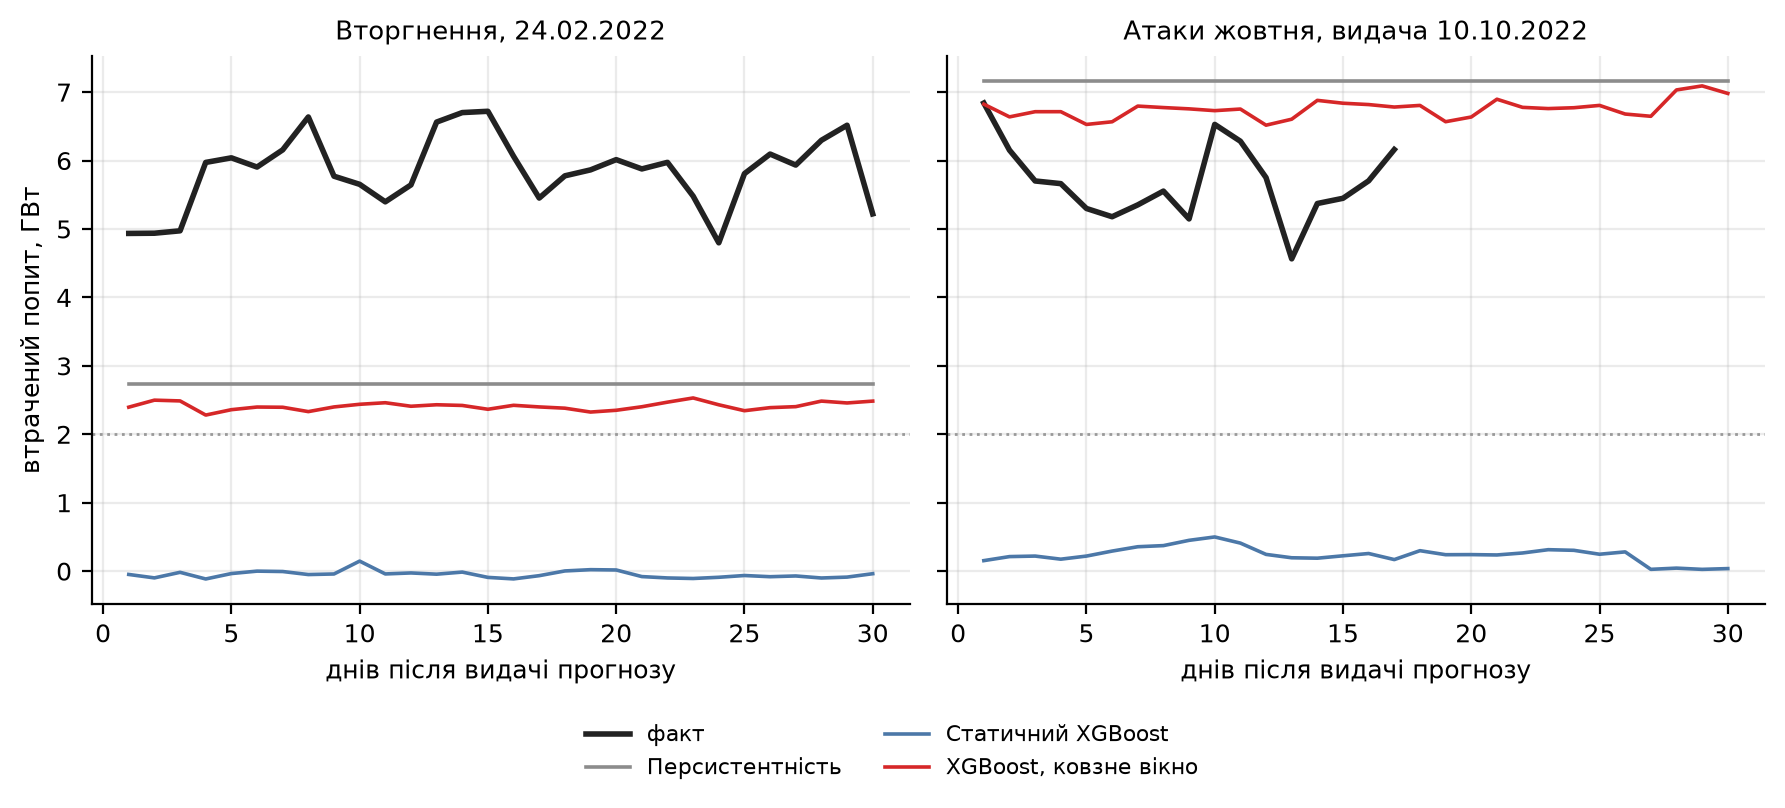 Вторгнення, 24.02.2022
Атаки жовтня, видача 10.10.2022
втрачений попит, ГВт
7
6
5
4
3
2
1
0
0 5 10 15 20 25 30
0 5 10 15 20 25 30
днів після видачі прогнозу
днів після видачі прогнозу
факт
Персистентність
Статичний XGBoost
XGBoost, ковзне вікно